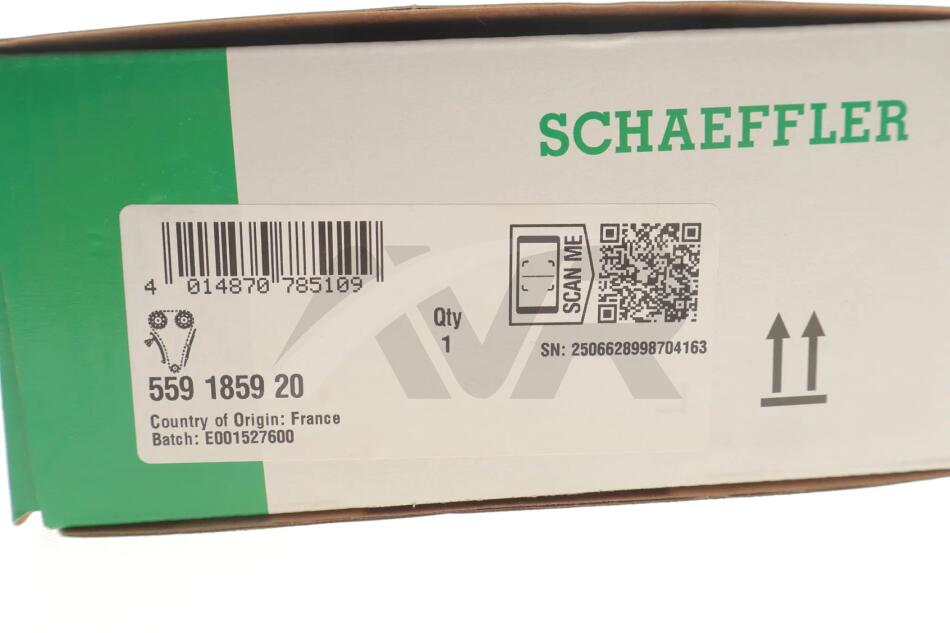 SCHAEFFLER
4 014870 785109
SCAN ME
Qty
1
SN: 2506628998704163
559 1859 20
Country of Origin: France
Batch: E001527600
AVR